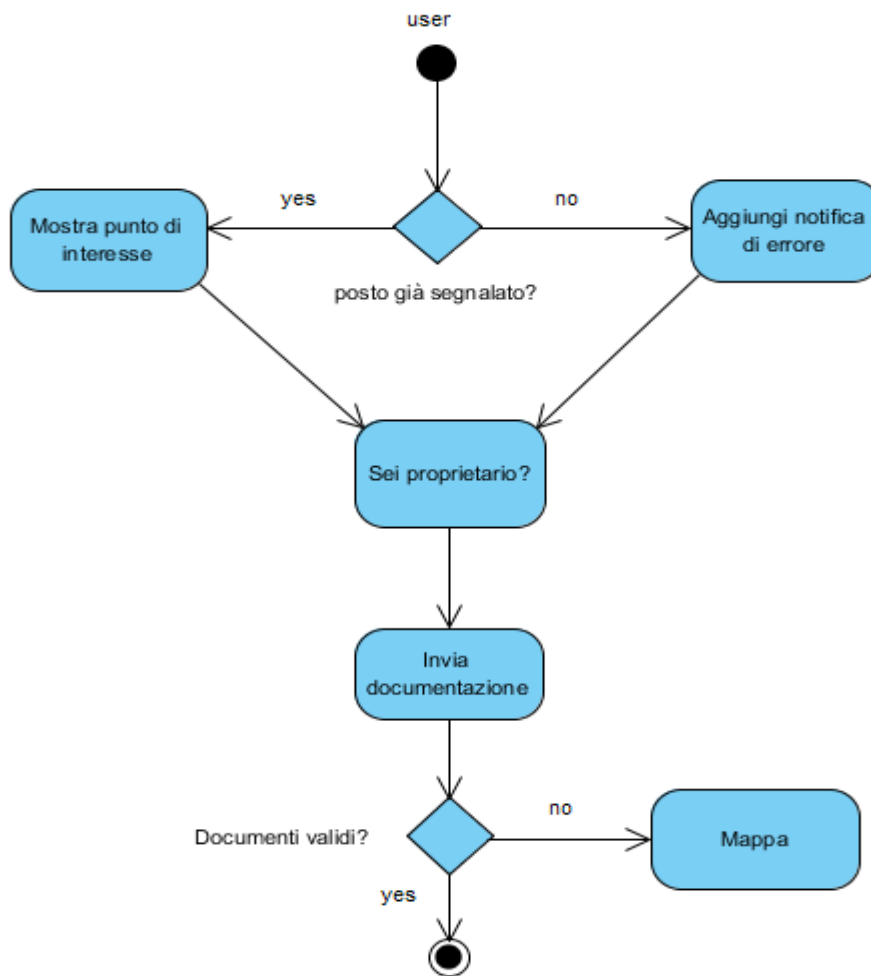 user
yes
no
Mostra punto di
interesse
Aggiungi notifica
di errore
posto già segnalato?
Sei proprietario?
Invia
documentazione
no
Documenti validi?
Mappa
yes